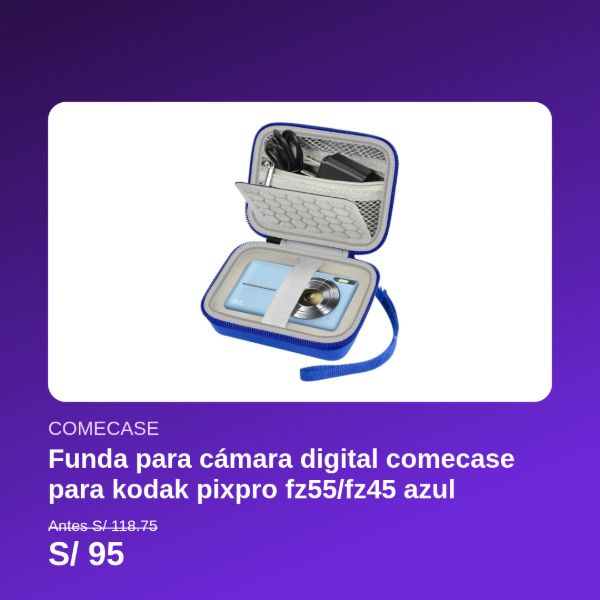 COMECASE
Funda para cámara digital comecase
para kodak pixpro fz55/fz45 azul
Antes S/ 118.75
S/ 95